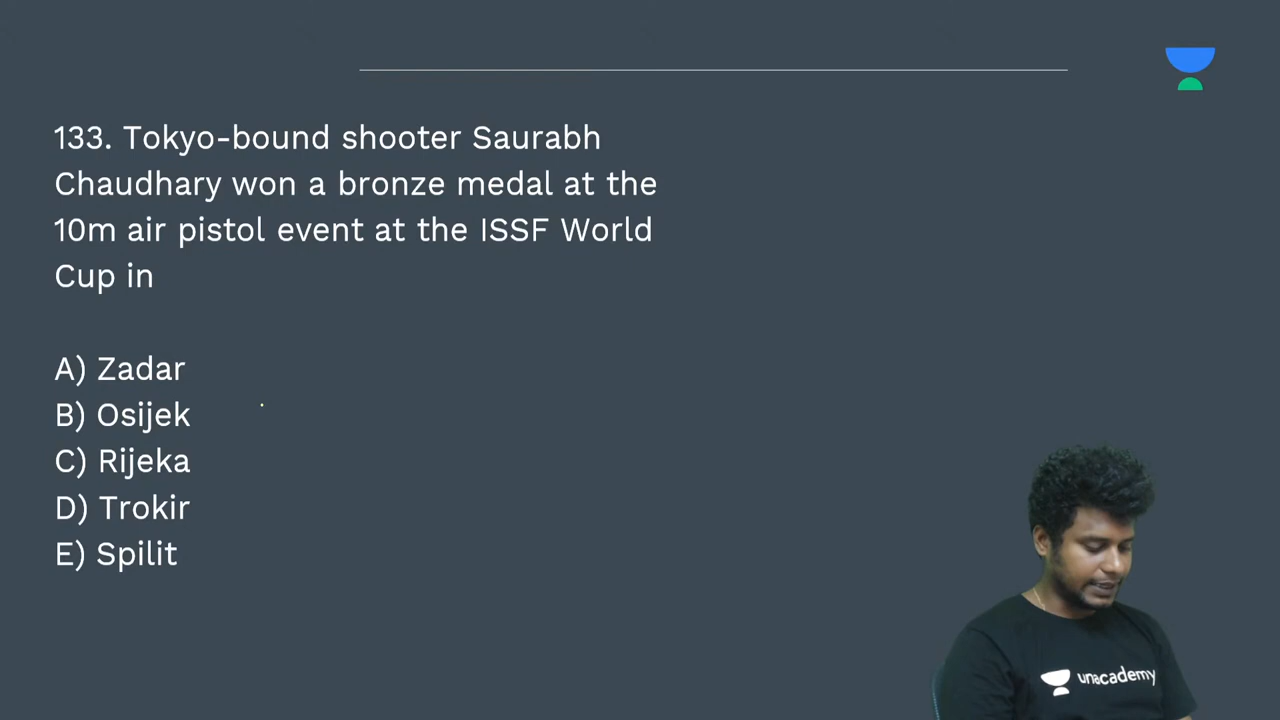 133. Tokyo-bound shooter Saurabh
Chaudhary won a bronze medal at the
10m air pistol event at the ISSF World
Cup in
A) Zadar
B) Osijek
C) Rijeka
D) Trokir
E) Spilit
unacademy